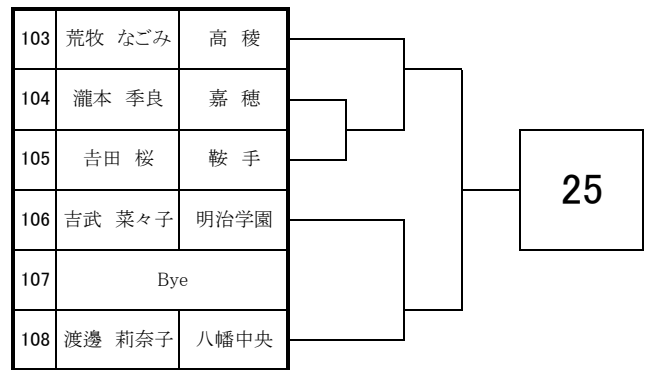 103 荒牧 なごみ 高 稜
104 瀧本 季良 嘉 穂
105 𠮷田 桜 鞍 手
106 吉武 菜々子 明治学園
107 Bye
108 渡邊 莉奈子 八幡中央
25